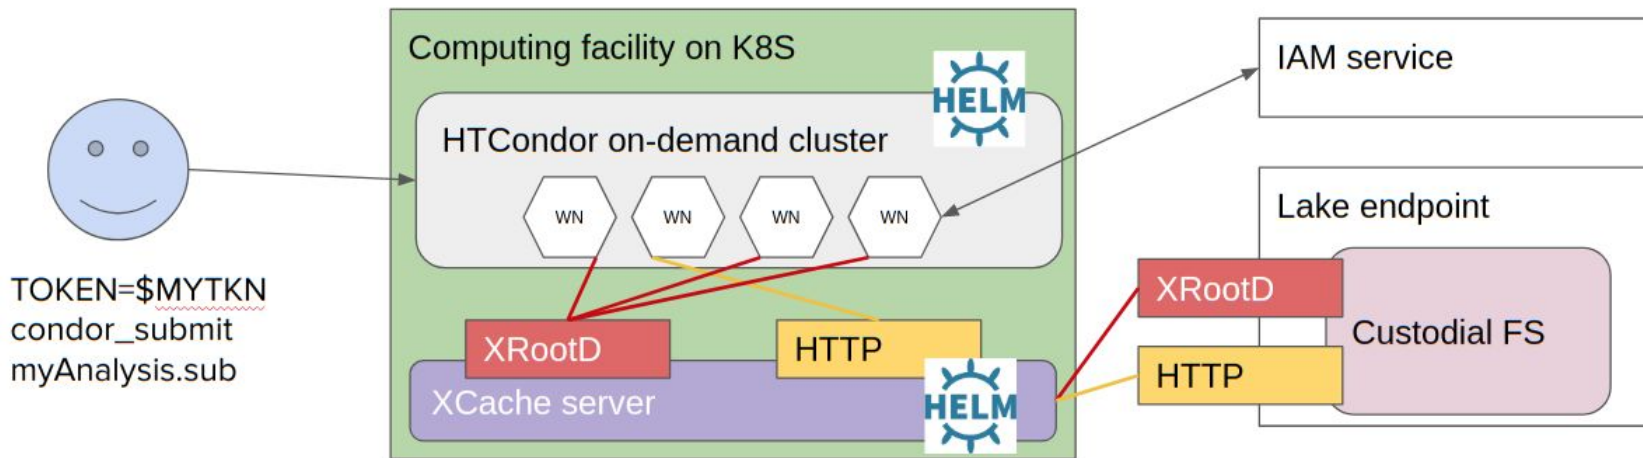 Computing facility on K8S
HELM
HTCondor on-demand cluster
WN
WN
WN
WN
XRootD
HTTP
XCache server
HELM
TOKEN=$MYTKN
condor_submit
myAnalysis.sub
IAM service
Lake endpoint
XRootD
HTTP
Custodial FS